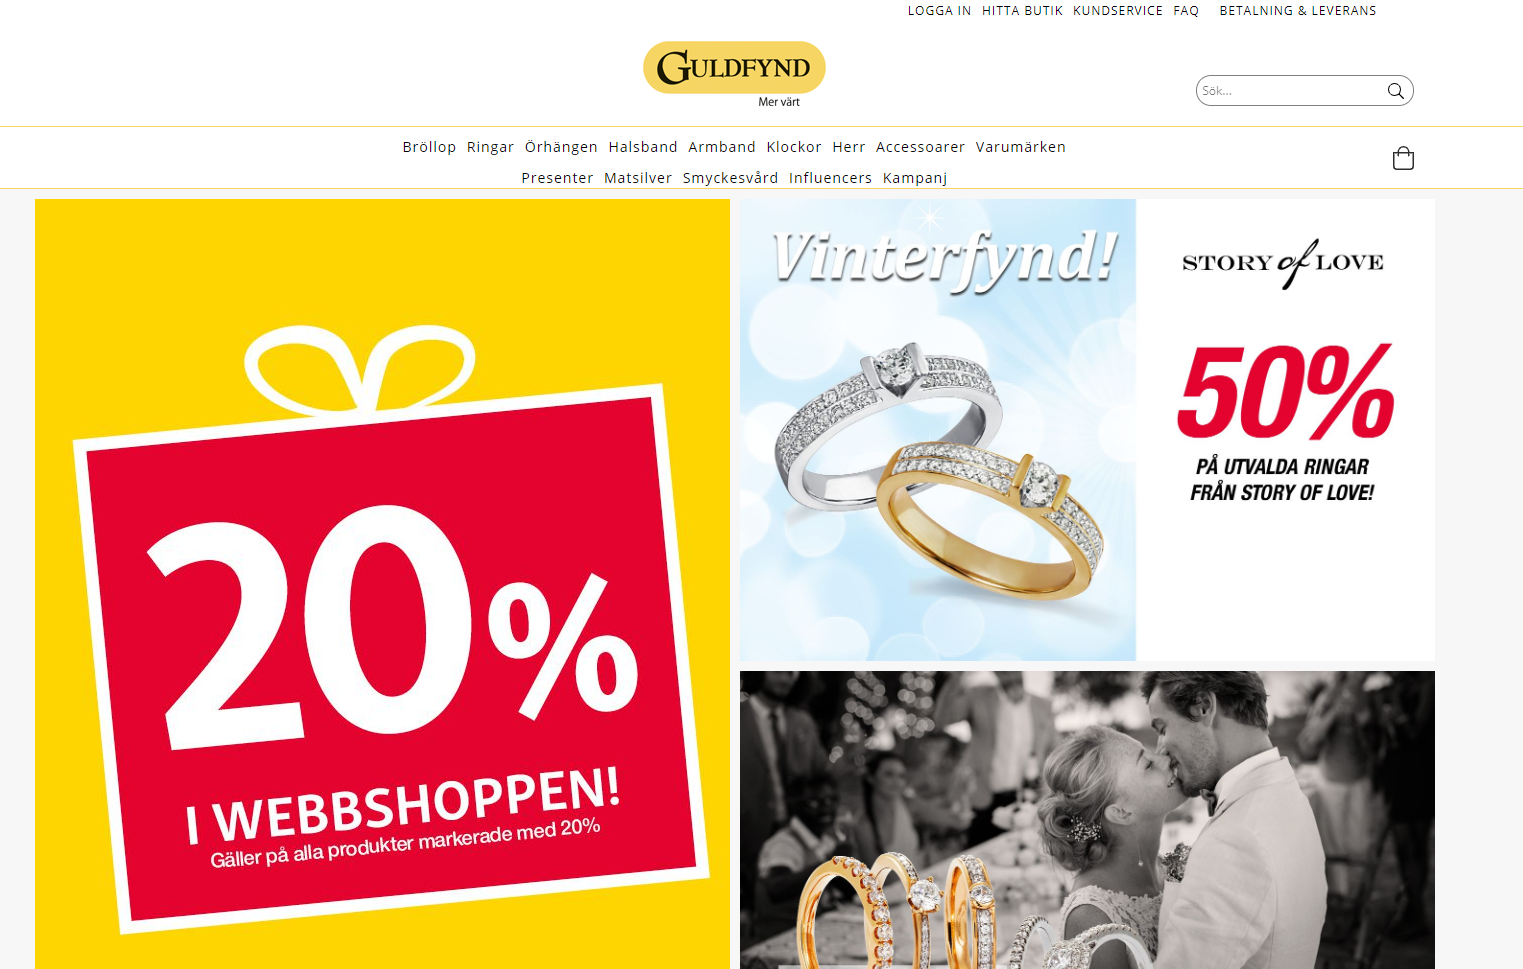 LOGGA IN HITTA BUTIK KUNDSERVICE FAQ BETALNING & LEVERANS
GULDFYND
Mer värt
Sök...
Bröllop Ringar Örhängen Halsband Armband Klockor Herr Accessoarer Varumärken
Presenter Matsilver Smyckesvård Influencers Kampanj
20%
I WEBBSHOPPEN!
Gäller på alla produkter markerade med 20%
Vinterfynd!
STORY of LOVE
50%
PÅ UTVALDA RINGAR
FRÅN STORY OF LOVE!